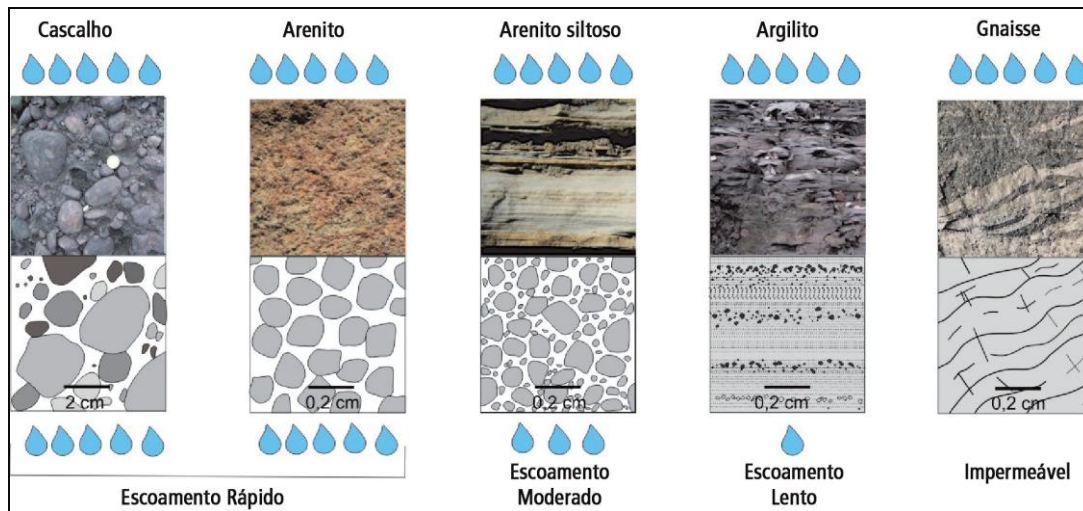 Cascalho
Arenito
Arenito siltoso
Argilito
Gnaisse
2 cm
0,2 cm
0,2 cm
0,2 cm
0,2 cm
Escoamento Rápido
Escoamento
Moderado
Escoamento
Lento
Impermeável